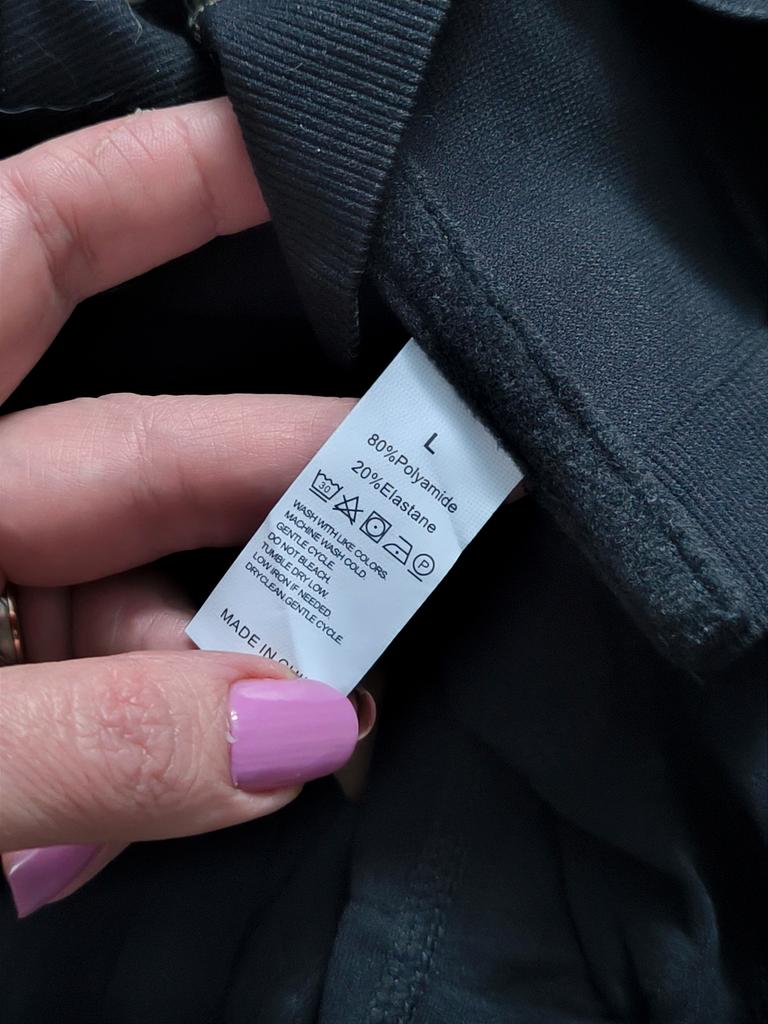 L
80%Polyamide
20%Elastane
30 P
WASH WITH LIKE COLORS.
MACHINE WASH COLD
GENTLE CYCLE.
DO NOT BLEACH.
TUMBLE DRY LOW.
LOW IRON IF NEEDED.
DRYCLEAN,GENTLE CYCLE.
MADE IN